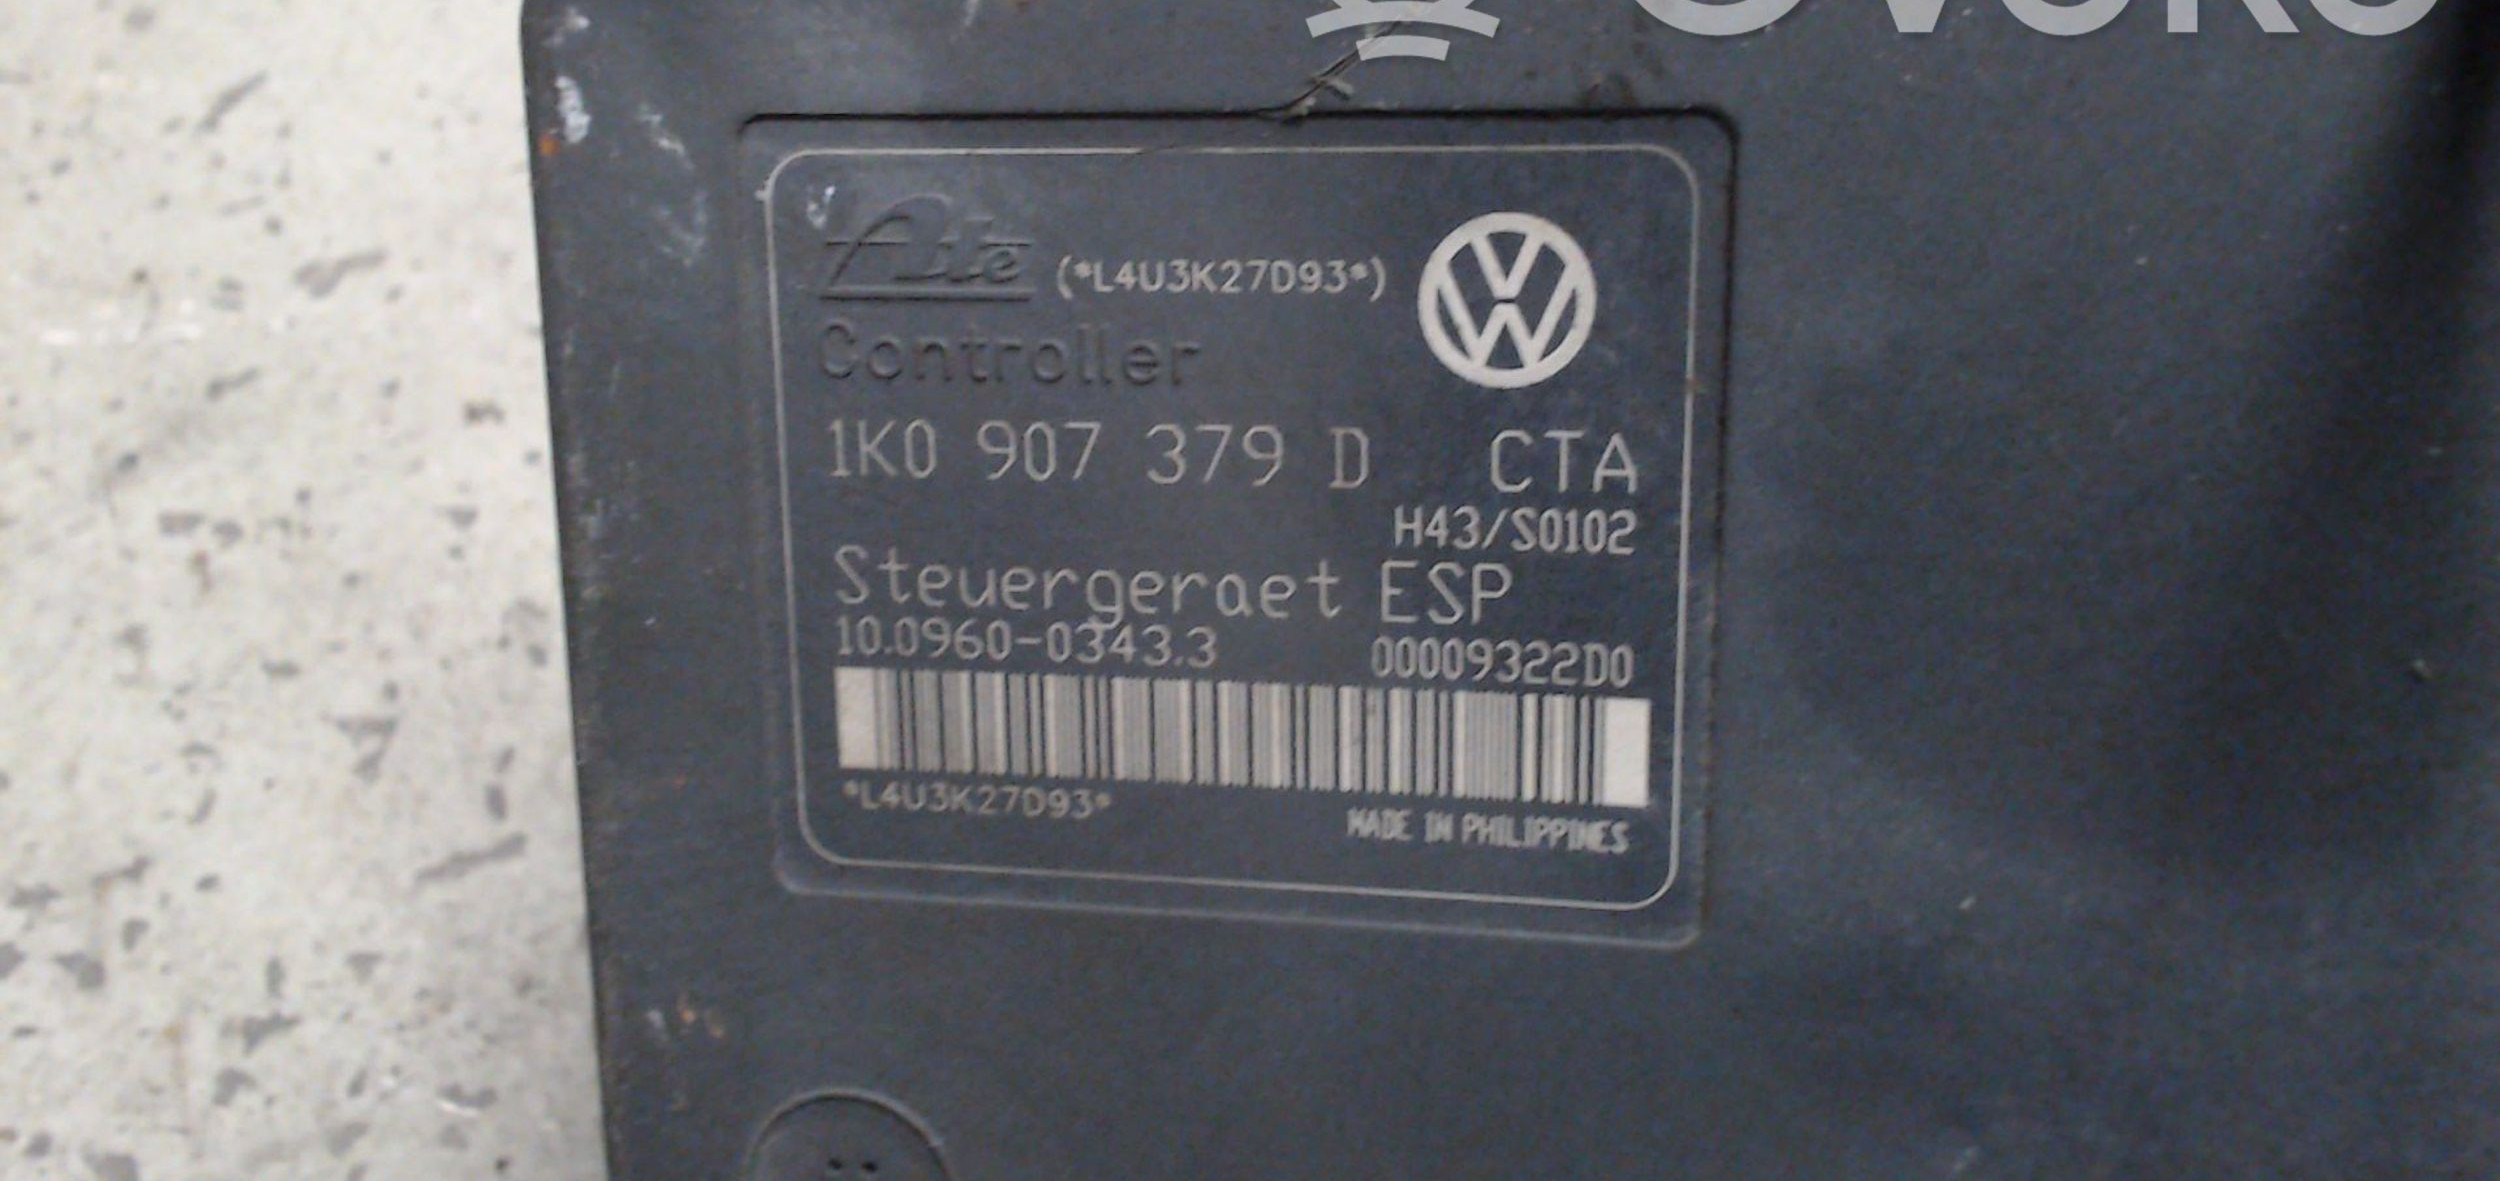 Ate (*L4U3K27D93*)
Controller
1K0 907 379 D CTA
H43/S0102
Steuergeraet ESP
10.0960-0343.3 00009322D0
*L4U3K27D93*
MADE IN PHILIPPINES